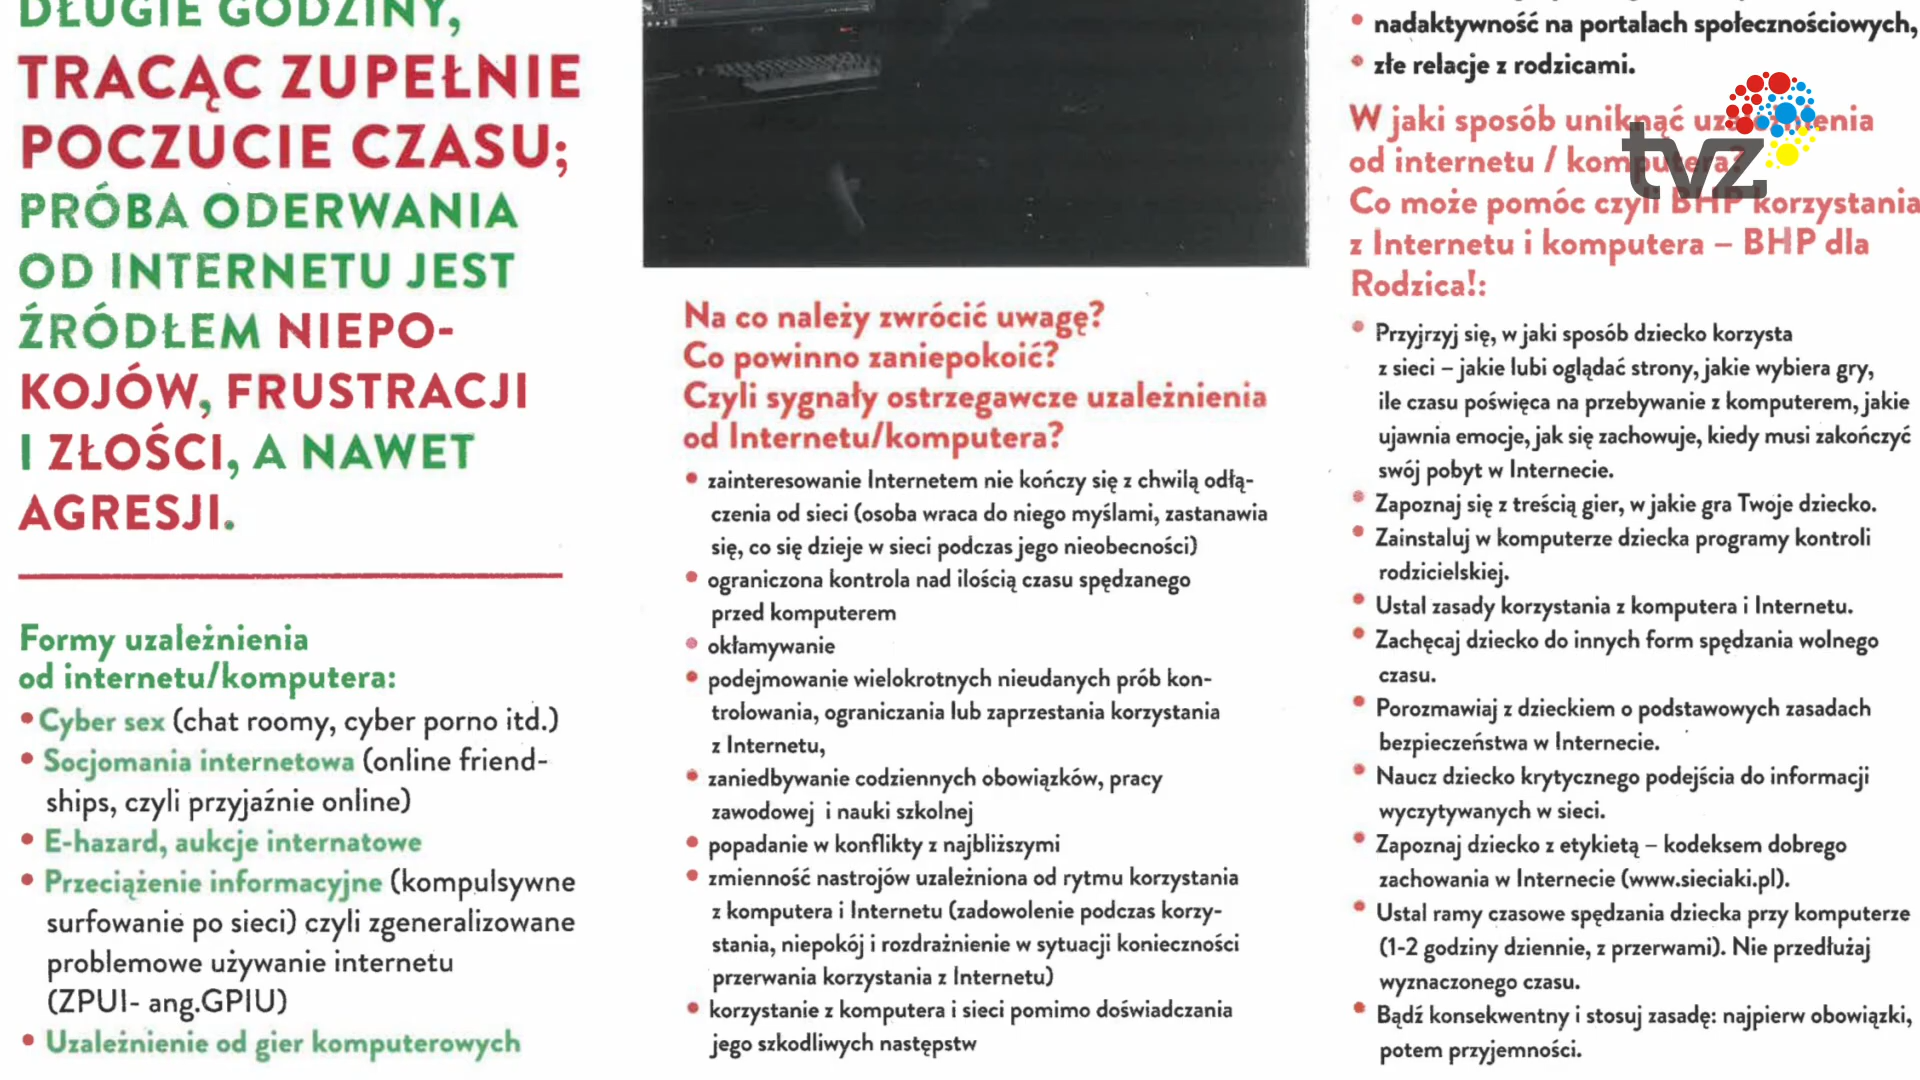 DŁUGIE GODZINY,
TRACĄC ZUPEŁNIE
POCZUCIE CZASU;
PRÓBA ODERWANIA
OD INTERNETU JEST
ŹRÓDŁEM NIEPO-
KOJÓW, FRUSTRACJI
I ZŁOŚCI, A NAWET
AGRESJI.
Formy uzależnienia
od internetu/komputera:
• Cyber sex (chat roomy, cyber porno itd.)
• Socjomania internetowa (online friend-
ships, czyli przyjaźnie online)
• E-hazard, aukcje internatowe
• Przeciążenie informacyjne (kompulsywne
surfowanie po sieci) czyli zgeneralizowane
problemowe używanie internetu
(ZPUI- ang.GPIU)
• Uzależnienie od gier komputerowych
Na co należy zwrócić uwagę?
Co powinno zaniepokoić?
Czyli sygnały ostrzegawcze uzależnienia
od Internetu/komputera?
• zainteresowanie Internetem nie kończy się z chwilą odłą-
czenia od sieci (osoba wraca do niego myślami, zastanawia
się, co się dzieje w sieci podczas jego nieobecności)
• ograniczona kontrola nad ilością czasu spędzanego
przed komputerem
• okłamywanie
• podejmowanie wielokrotnych nieudanych prób kon-
trolowania, ograniczania lub zaprzestania korzystania
z Internetu,
• zaniedbywanie codziennych obowiązków, pracy
zawodowej i nauki szkolnej
• popadanie w konflikty z najbliższymi
• zmienność nastrojów uzależniona od rytmu korzystania
z komputera i Internetu (zadowolenie podczas korzy-
stania, niepokój i rozdrażnienie w sytuacji konieczności
przerwania korzystania z Internetu)
• korzystanie z komputera i sieci pomimo doświadczania
jego szkodliwych następstw
• nadaktywność na portalach społecznościowych,
• złe relacje z rodzicami.
W jaki sposób uniknąć uzależnienia
od internetu / komputera?
Co może pomóc czyli BHP korzystania
z Internetu i komputera – BHP dla
Rodzica!:
• Przyjrzyj się, w jaki sposób dziecko korzysta
z sieci – jakie lubi oglądać strony, jakie wybiera gry,
ile czasu poświęca na przebywanie z komputerem, jakie
ujawnia emocje, jak się zachowuje, kiedy musi zakończyć
swój pobyt w Internecie.
• Zapoznaj się z treścią gier, w jakie gra Twoje dziecko.
• Zainstaluj w komputerze dziecka programy kontroli
rodzicielskiej.
• Ustal zasady korzystania z komputera i Internetu.
• Zachęcaj dziecko do innych form spędzania wolnego
czasu.
• Porozmawiaj z dzieckiem o podstawowych zasadach
bezpieczeństwa w Internecie.
• Naucz dziecko krytycznego podejścia do informacji
wyczytywanych w sieci.
• Zapoznaj dziecko z etykietą – kodeksem dobrego
zachowania w Internecie (www.sieciaki.pl).
• Ustal ramy czasowe spędzania dziecka przy komputerze
(1-2 godziny dziennie, z przerwami). Nie przedłużaj
wyznaczonego czasu.
• Bądź konsekwentny i stosuj zasadę: najpierw obowiązki,
potem przyjemności.
tvz